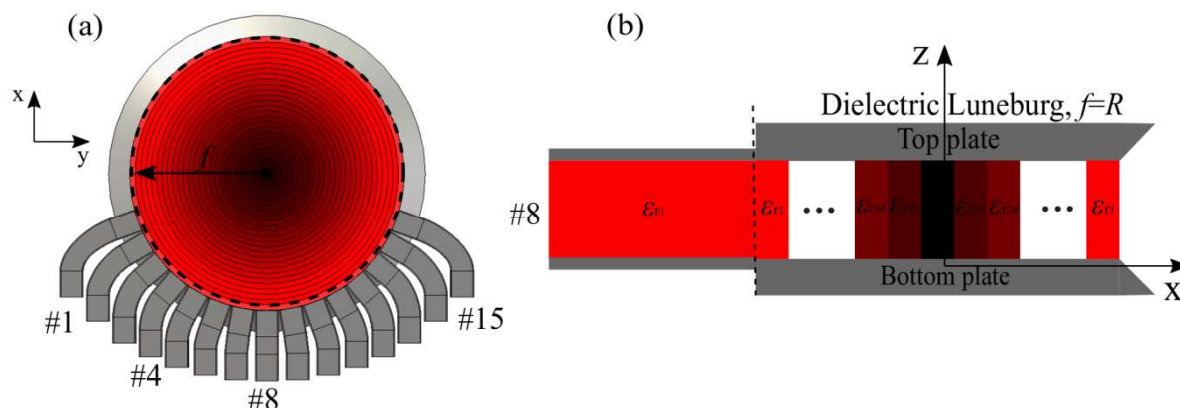 (a)
x
y
f
#1
#4
#8
#15
(b)
z
Dielectric Luneburg, f=R
Top plate
#8
εr1
εr1
•••
•••
εr1
Bottom plate
x